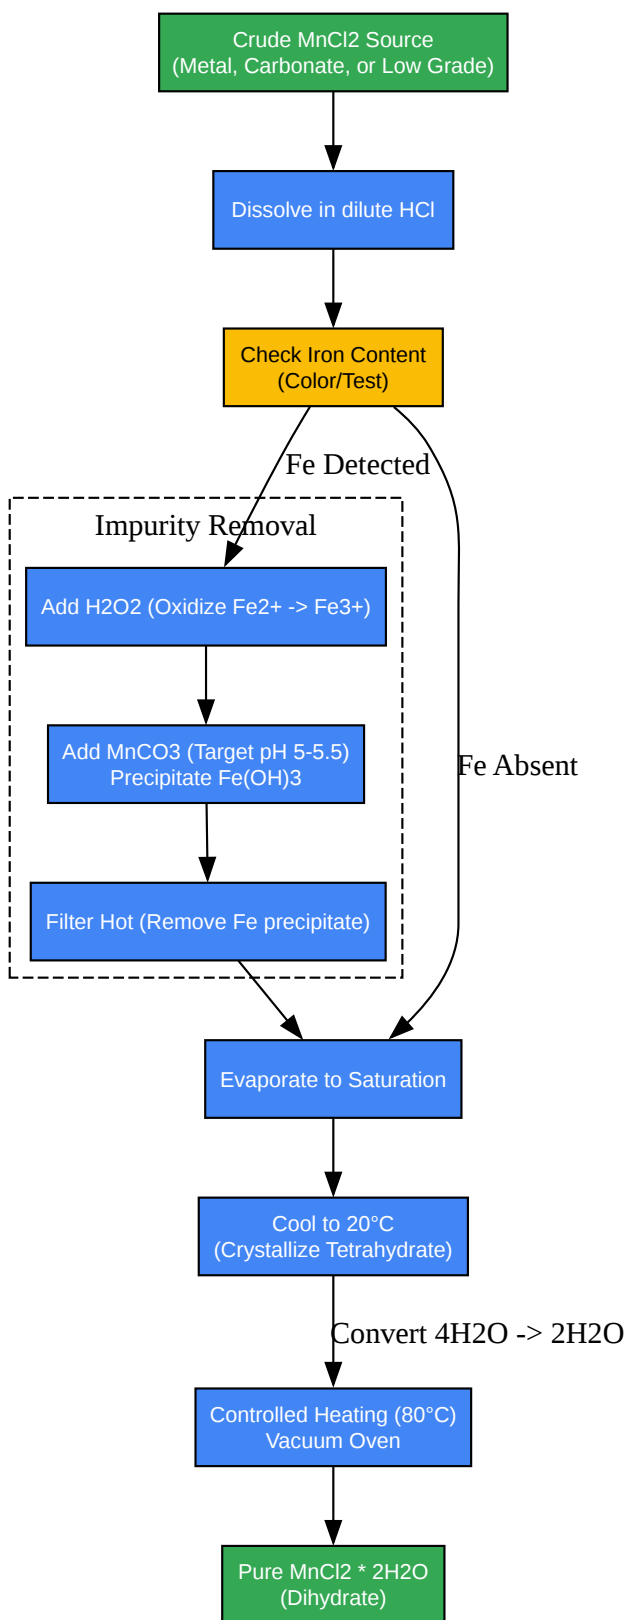 Crude MnCl2 Source
(Metal, Carbonate, or Low Grade)
Dissolve in dilute HCl
Check Iron Content
(Color/Test)
Fe Detected
Impurity Removal
Add H2O2 (Oxidize Fe2+ -> Fe3+)
Add MnCO3 (Target pH 5-5.5)
Precipitate Fe(OH)3
Fe Absent
Filter Hot (Remove Fe precipitate)
Evaporate to Saturation
Cool to 20°C
(Crystallize Tetrahydrate)
Convert 4H2O -> 2H2O
Controlled Heating (80°C)
Vacuum Oven
Pure MnCl2 * 2H2O
(Dihydrate)